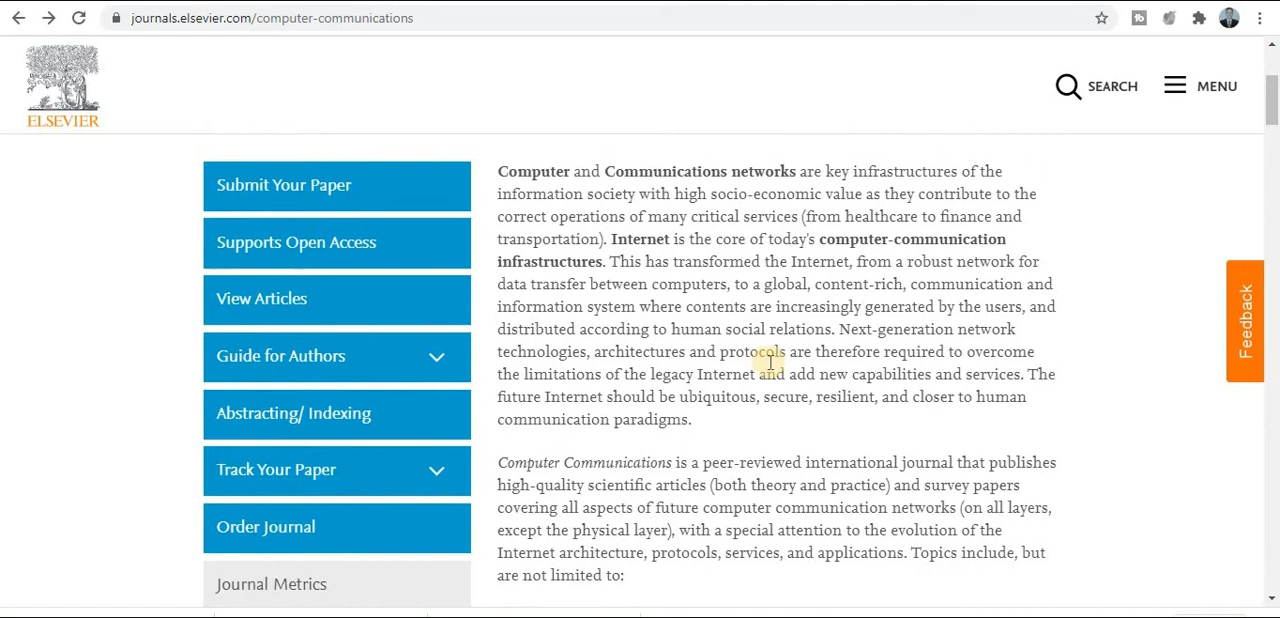 journals.elsevier.com/computer-communications
ELSEVIER
SEARCH
MENU
Submit Your Paper
Supports Open Access
View Articles
Guide for Authors
Abstracting/ Indexing
Track Your Paper
Order Journal
Journal Metrics
Computer and Communications networks are key infrastructures of the
information society with high socio-economic value as they contribute to the
correct operations of many critical services (from healthcare to finance and
transportation). Internet is the core of today's computer-communication
infrastructures. This has transformed the Internet, from a robust network for
data transfer between computers, to a global, content-rich, communication and
information system where contents are increasingly generated by the users, and
distributed according to human social relations. Next-generation network
technologies, architectures and protocols are therefore required to overcome
the limitations of the legacy Internet and add new capabilities and services. The
future Internet should be ubiquitous, secure, resilient, and closer to human
communication paradigms.
Computer Communications is a peer-reviewed international journal that publishes
high-quality scientific articles (both theory and practice) and survey papers
covering all aspects of future computer communication networks (on all layers,
except the physical layer), with a special attention to the evolution of the
Internet architecture, protocols, services, and applications. Topics include, but
are not limited to:
Feedback